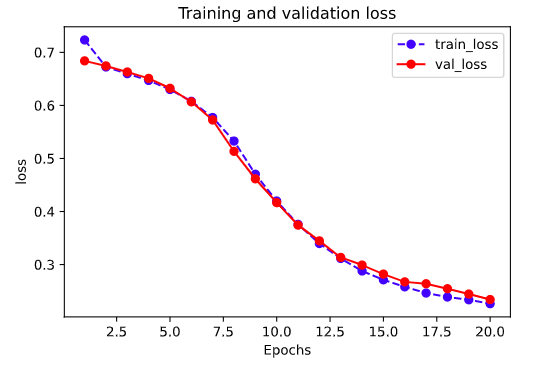 Training and validation loss
train_loss
val_loss
0.7
0.6
0.5
0.4
0.3
loss
2.5 5.0 7.5 10.0 12.5 15.0 17.5 20.0
Epochs